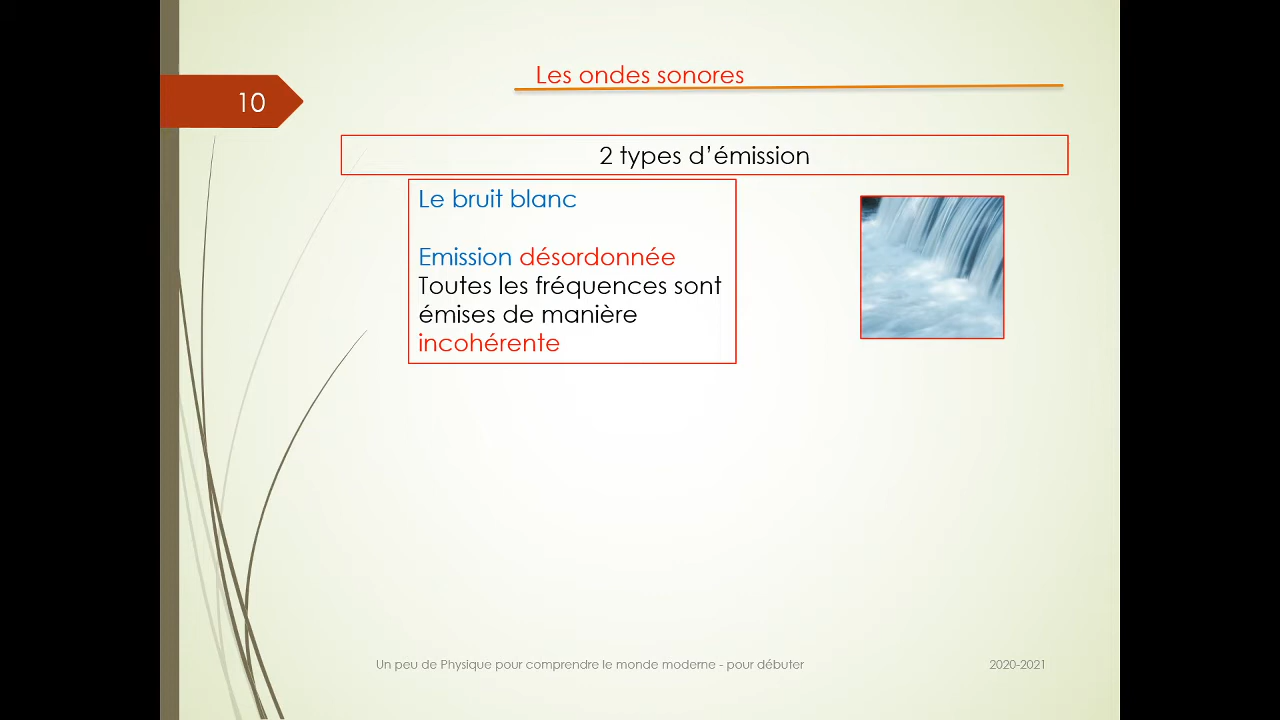 Les ondes sonores
10
2 types d’émission
Le bruit blanc
Emission désordonnée
Toutes les fréquences sont
émises de manière
incohérente
Un peu de Physique pour comprendre le monde moderne - pour débuter
2020-2021